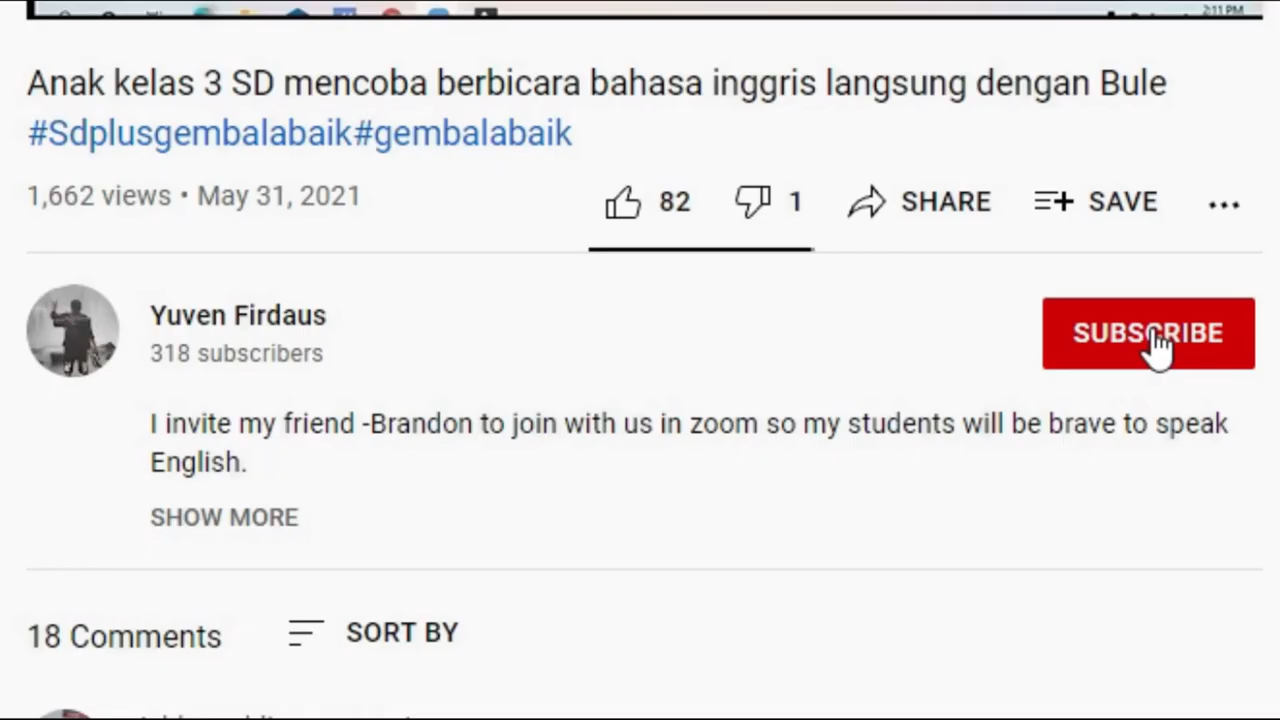 2:11 PM
Anak kelas 3 SD mencoba berbicara bahasa inggris langsung dengan Bule
#Sdplusgembalabaik#gembalabaik
1,662 views • May 31, 2021
82 1 SHARE SAVE
Yuven Firdaus
318 subscribers
SUBSCRIBE
I invite my friend -Brandon to join with us in zoom so my students will be brave to speak
English.
SHOW MORE
18 Comments SORT BY